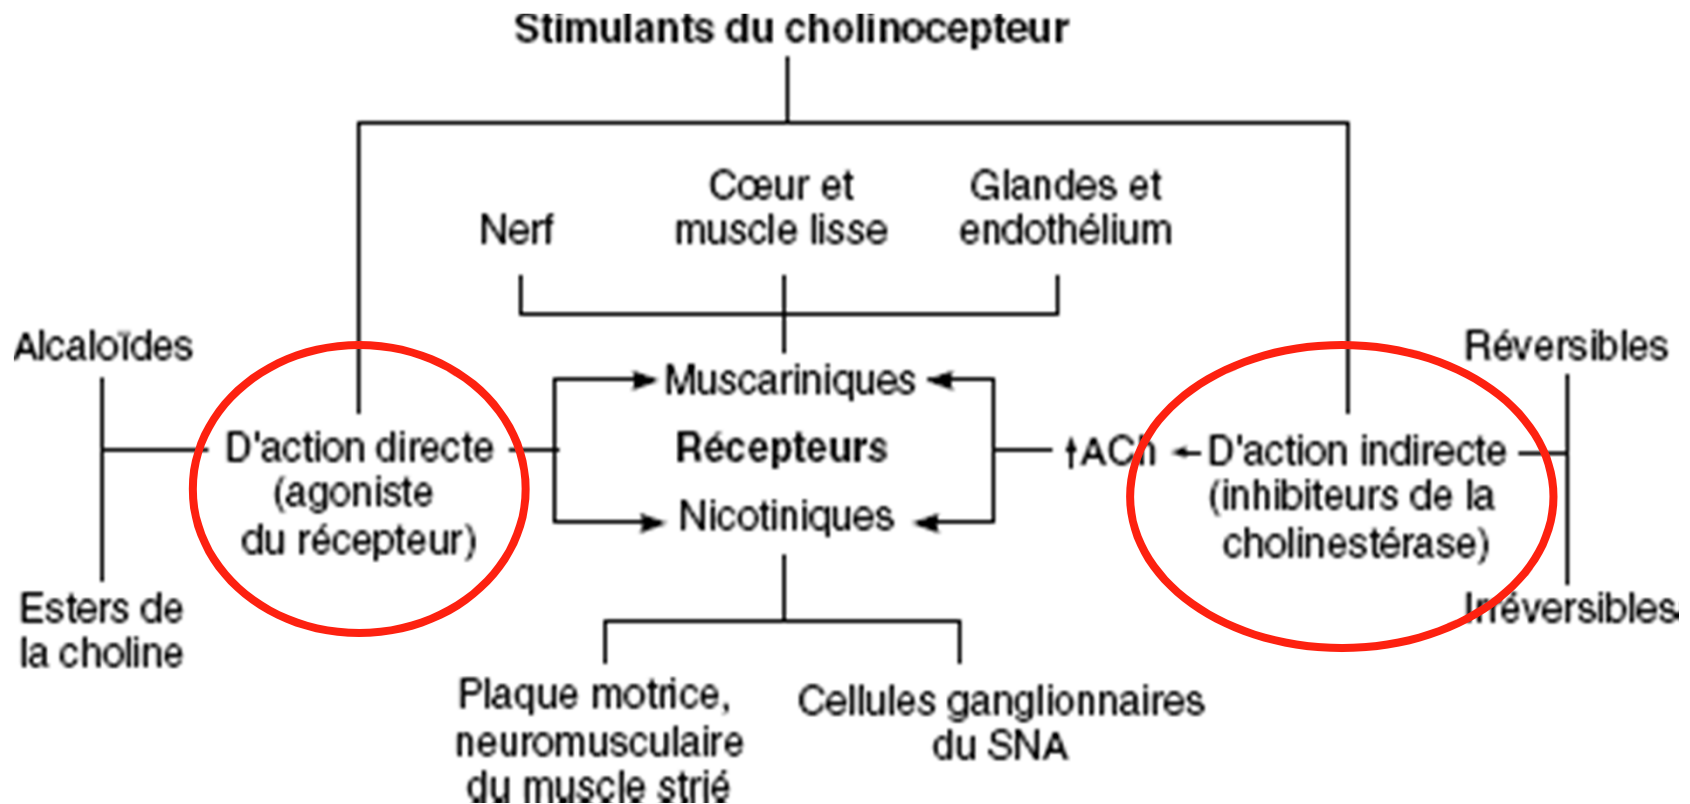 Stimulants du cholinocepteur
Nerf
Cœur et
muscle lisse
Glandes et
endothélium
Alcaloïdes
Esters de
la choline
D'action directe
(agoniste
du récepteur)
Muscariniques
Récepteurs
Nicotiniques
↑ACh
D'action indirecte
(inhibiteurs de la
cholinestérase)
Réversibles
Irréversibles
Plaque motrice,
neuromusculaire
du muscle strié
Cellules ganglionnaires
du SNA